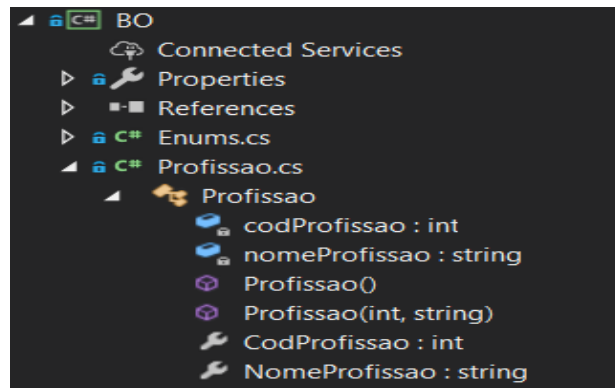 C# BO
Connected Services
Properties
References
C# Enums.cs
C# Profissao.cs
Profissao
codProfissao : int
nomeProfissao : string
Profissao()
Profissao(int, string)
CodProfissao : int
NomeProfissao : string